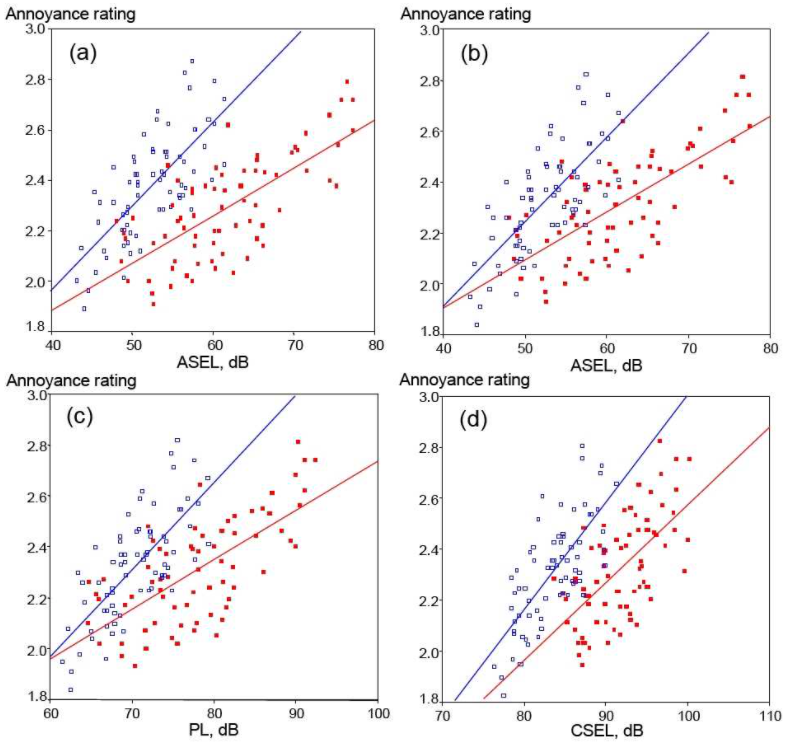 Annoyance rating
(a)
3.0
2.8
2.6
2.4
2.2
2.0
1.8
40 50 60 70 80
ASEL, dB
Annoyance rating
(b)
3.0
2.8
2.6
2.4
2.2
2.0
1.8
40 50 60 70 80
ASEL, dB
Annoyance rating
(c)
3.0
2.8
2.6
2.4
2.2
2.0
1.8
60 70 80 90 100
PL, dB
Annoyance rating
(d)
3.0
2.8
2.6
2.4
2.2
2.0
1.8
70 80 90 100 110
CSEL, dB